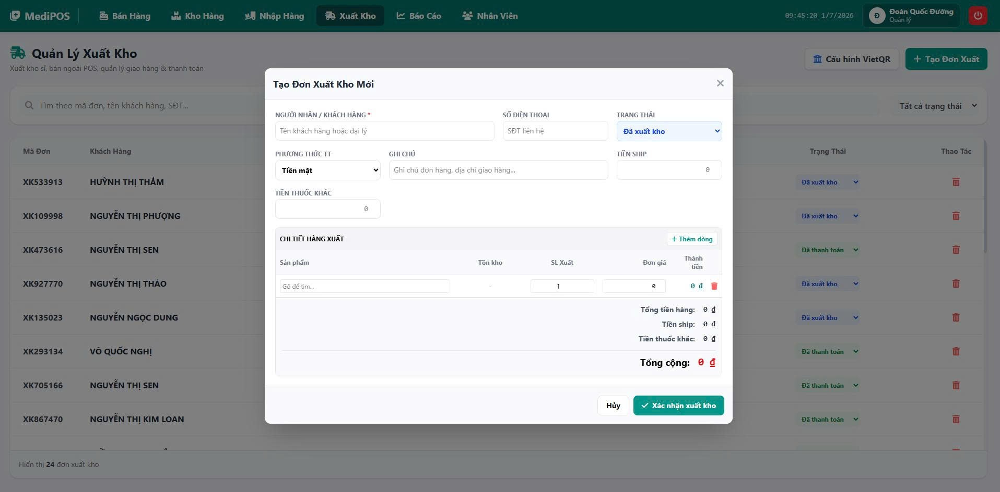 MediPOS
Bán Hàng
Kho Hàng
Nhập Hàng
Xuất Kho
Báo Cáo
Nhân Viên
09:45:20 1/7/2026
Đ
Đoàn Quốc Đường
Quản lý
Quản Lý Xuất Kho
Xuất kho sỉ, bán ngoài POS, quản lý giao hàng & thanh toán
Cấu hình VietQR
+ Tạo Đơn Xuất
Tìm theo mã đơn, tên khách hàng, SĐT...
Tất cả trạng thái
Mã Đơn
Khách Hàng
Trạng Thái
Thao Tác
XK533913
HUỲNH THỊ THẮM
Đã xuất kho
XK109998
NGUYỄN THỊ PHƯỢNG
Đã xuất kho
XK473616
NGUYỄN THỊ SEN
Đã thanh toán
XK927770
NGUYỄN THỊ THẢO
Đã xuất kho
XK135023
NGUYỄN NGỌC DUNG
Đã xuất kho
XK293134
VÕ QUỐC NGHỊ
Đã thanh toán
XK705166
NGUYỄN THỊ SEN
Đã thanh toán
XK867470
NGUYỄN THỊ KIM LOAN
Đã thanh toán
Hiển thị 24 đơn xuất kho
Tạo Đơn Xuất Kho Mới
NGƯỜI NHẬN / KHÁCH HÀNG *
SỐ ĐIỆN THOẠI
TRẠNG THÁI
Tên khách hàng hoặc đại lý
SĐT liên hệ
Đã xuất kho
PHƯƠNG THỨC TT
GHI CHÚ
TIỀN SHIP
Tiền mặt
Ghi chú đơn hàng, địa chỉ giao hàng...
0
TIỀN THUỐC KHÁC
0
CHI TIẾT HÀNG XUẤT
+ Thêm dòng
Sản phẩm
Tồn kho
SL Xuất
Đơn giá
Thành tiền
Gõ để tìm...
-
1
0
0 ₫
Tổng tiền hàng: 0 ₫
Tiền ship: 0 ₫
Tiền thuốc khác: 0 ₫
Tổng cộng: 0 ₫
Hủy
Xác nhận xuất kho